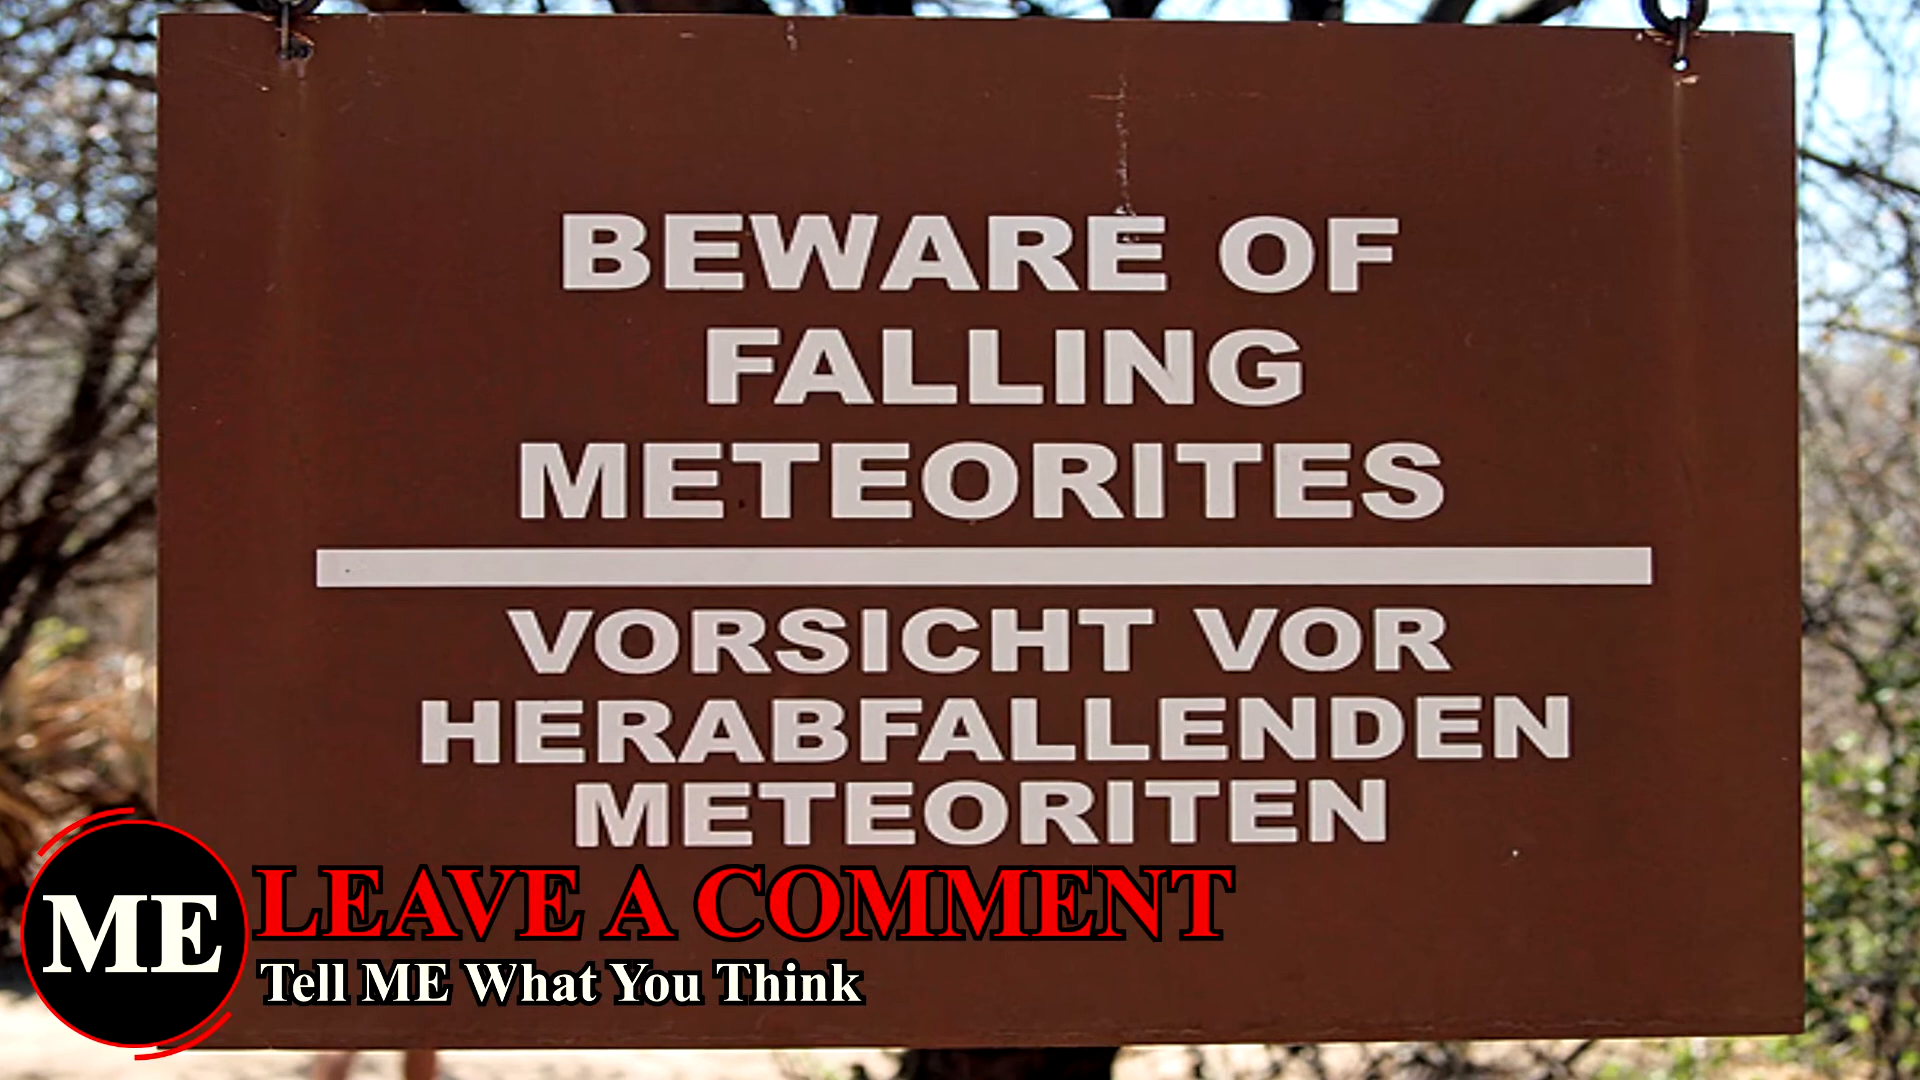 BEWARE OF
FALLING
METEORITES
VORSICHT VOR
HERABFALLENDEN
METEORITEN
ME
LEAVE A COMMENT
Tell ME What You Think